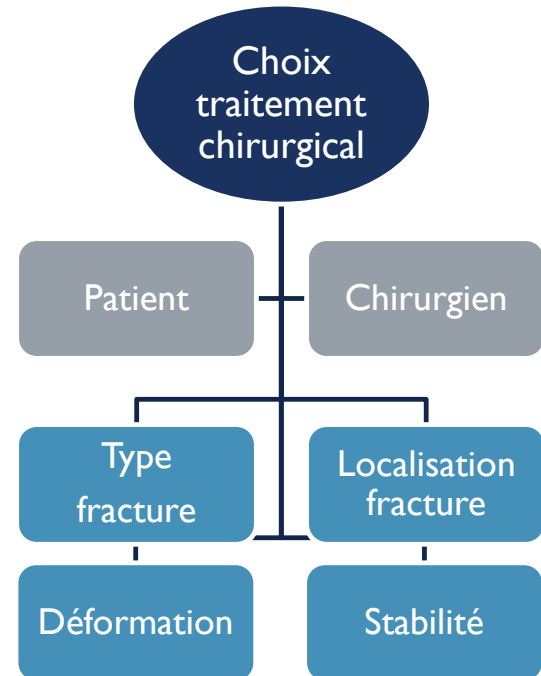 Choix
traitement
chirurgical
Patient
Chirurgien
Type
fracture
Localisation
fracture
Déformation
Stabilité